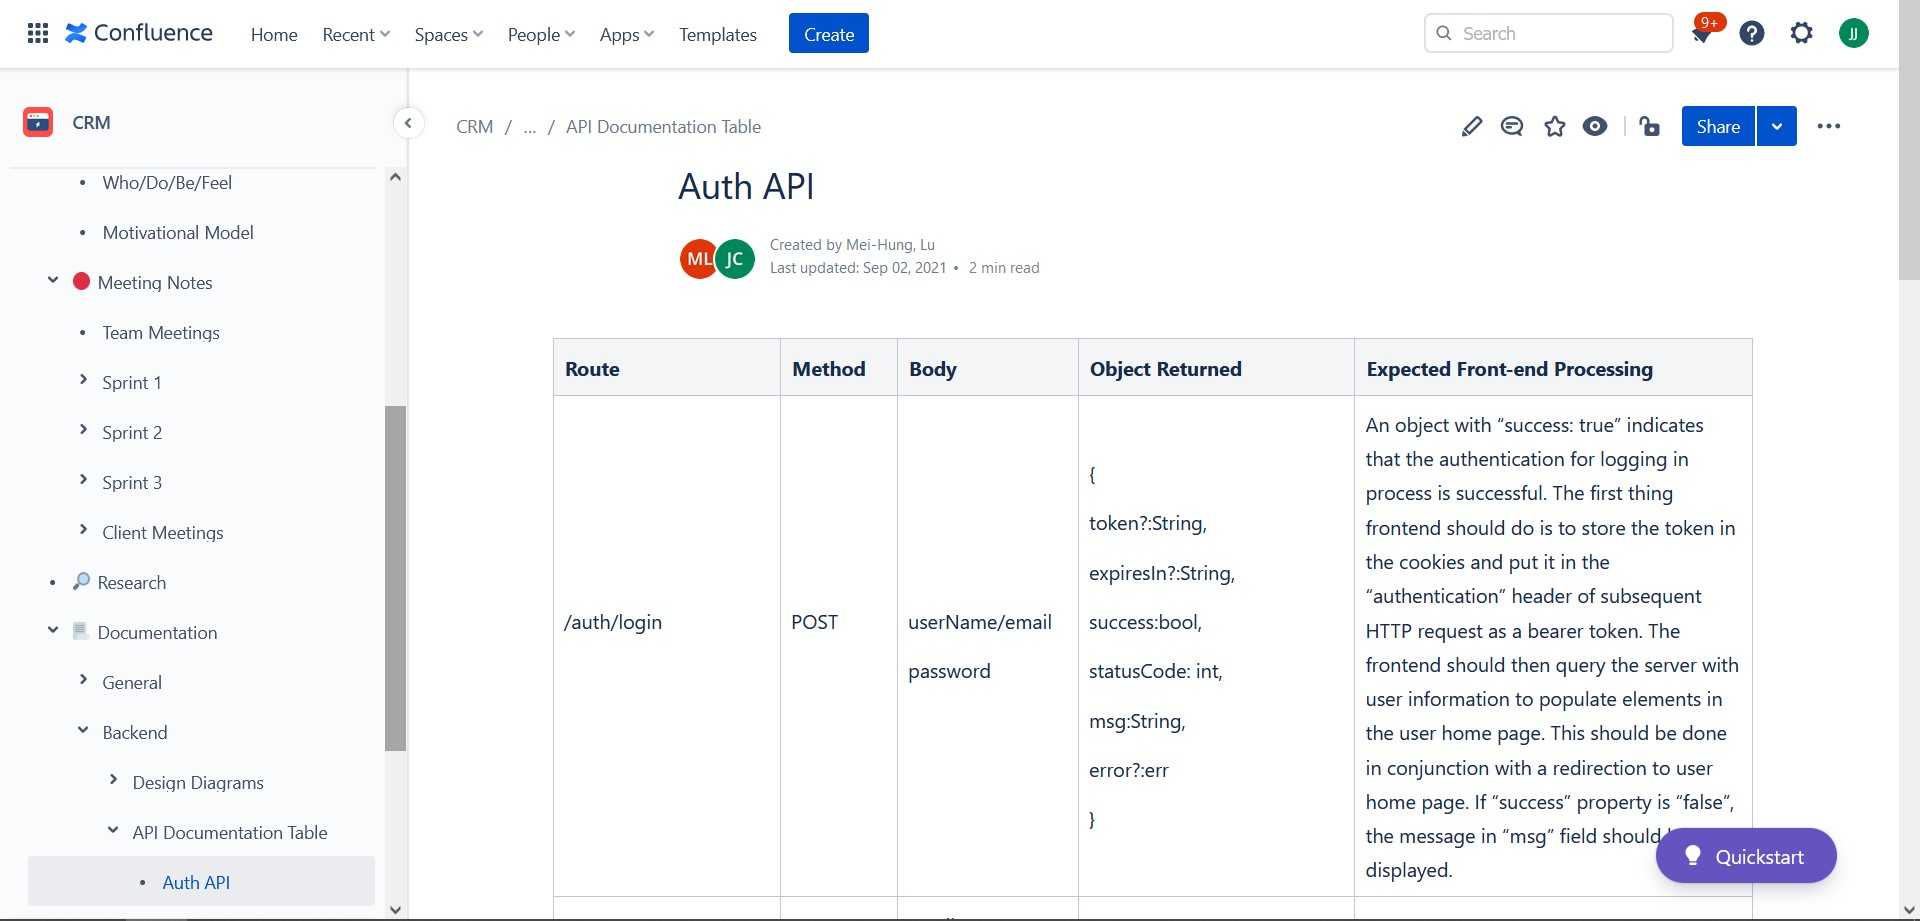 Confluence
Home
Recent
Spaces
People
Apps
Templates
Create
Search
9+
JJ
CRM
Who/Do/Be/Feel
Motivational Model
Meeting Notes
Team Meetings
Sprint 1
Sprint 2
Sprint 3
Client Meetings
Research
Documentation
General
Backend
Design Diagrams
API Documentation Table
Auth API
CRM / ... / API Documentation Table
Share
Auth API
ML
JC
Created by Mei-Hung, Lu
Last updated: Sep 02, 2021 • 2 min read
Route
Method
Body
Object Returned
Expected Front-end Processing
/auth/login
POST
userName/email
password
{
token?:String,
expiresIn?:String,
success:bool,
statusCode: int,
msg:String,
error?:err
}
An object with “success: true” indicates
that the authentication for logging in
process is successful. The first thing
frontend should do is to store the token in
the cookies and put it in the
“authentication” header of subsequent
HTTP request as a bearer token. The
frontend should then query the server with
user information to populate elements in
the user home page. This should be done
in conjunction with a redirection to user
home page. If “success” property is “false“,
the message in “msg” field should
displayed.
Quickstart